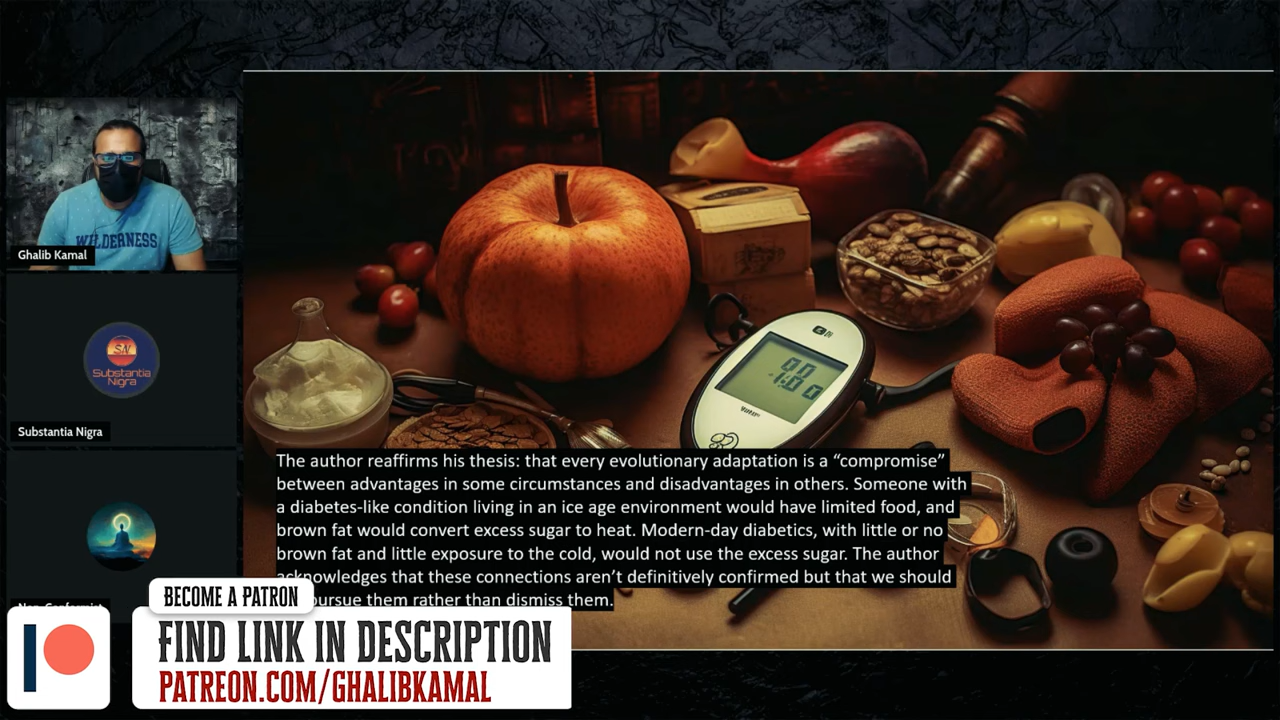 WILDERNESS
Ghalib Kamal
SN
Substantia
Nigra
Substantia Nigra
The author reaffirms his thesis: that every evolutionary adaptation is a “compromise”
between advantages in some circumstances and disadvantages in others. Someone with
a diabetes-like condition living in an ice age environment would have limited food, and
brown fat would convert excess sugar to heat. Modern-day diabetics, with little or no
brown fat and little exposure to the cold, would not use the excess sugar. The author
acknowledges that these connections aren’t definitively confirmed but that we should
pursue them rather than dismiss them.
BECOME A PATRON
FIND LINK IN DESCRIPTION
PATREON.COM/GHALIBKAMAL